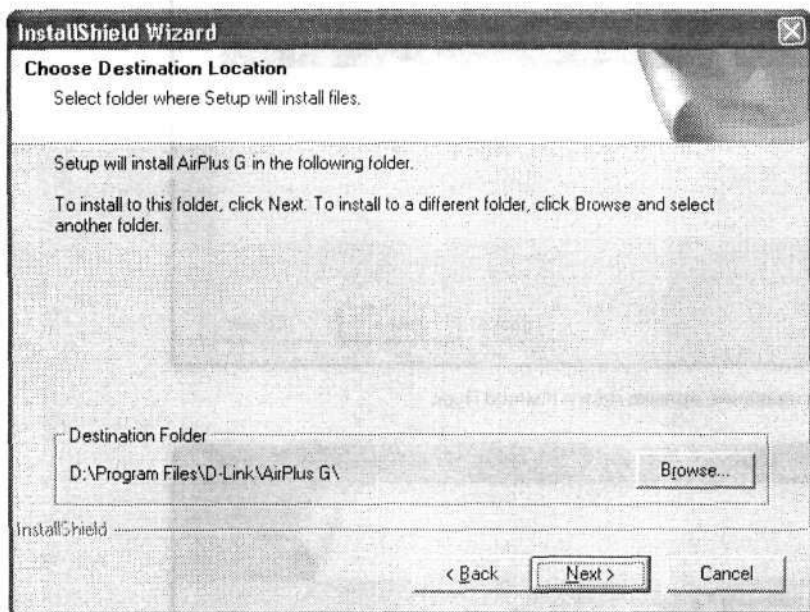 InstallShield Wizard
Choose Destination Location
Select folder where Setup will install files.
Setup will install AirPlus G in the following folder.
To install to this folder, click Next. To install to a different folder, click Browse and select
another folder.
Destination Folder
D:\Program Files\D-Link\AirPlus G\
Browse...
InstallShield
< Back
Next >
Cancel